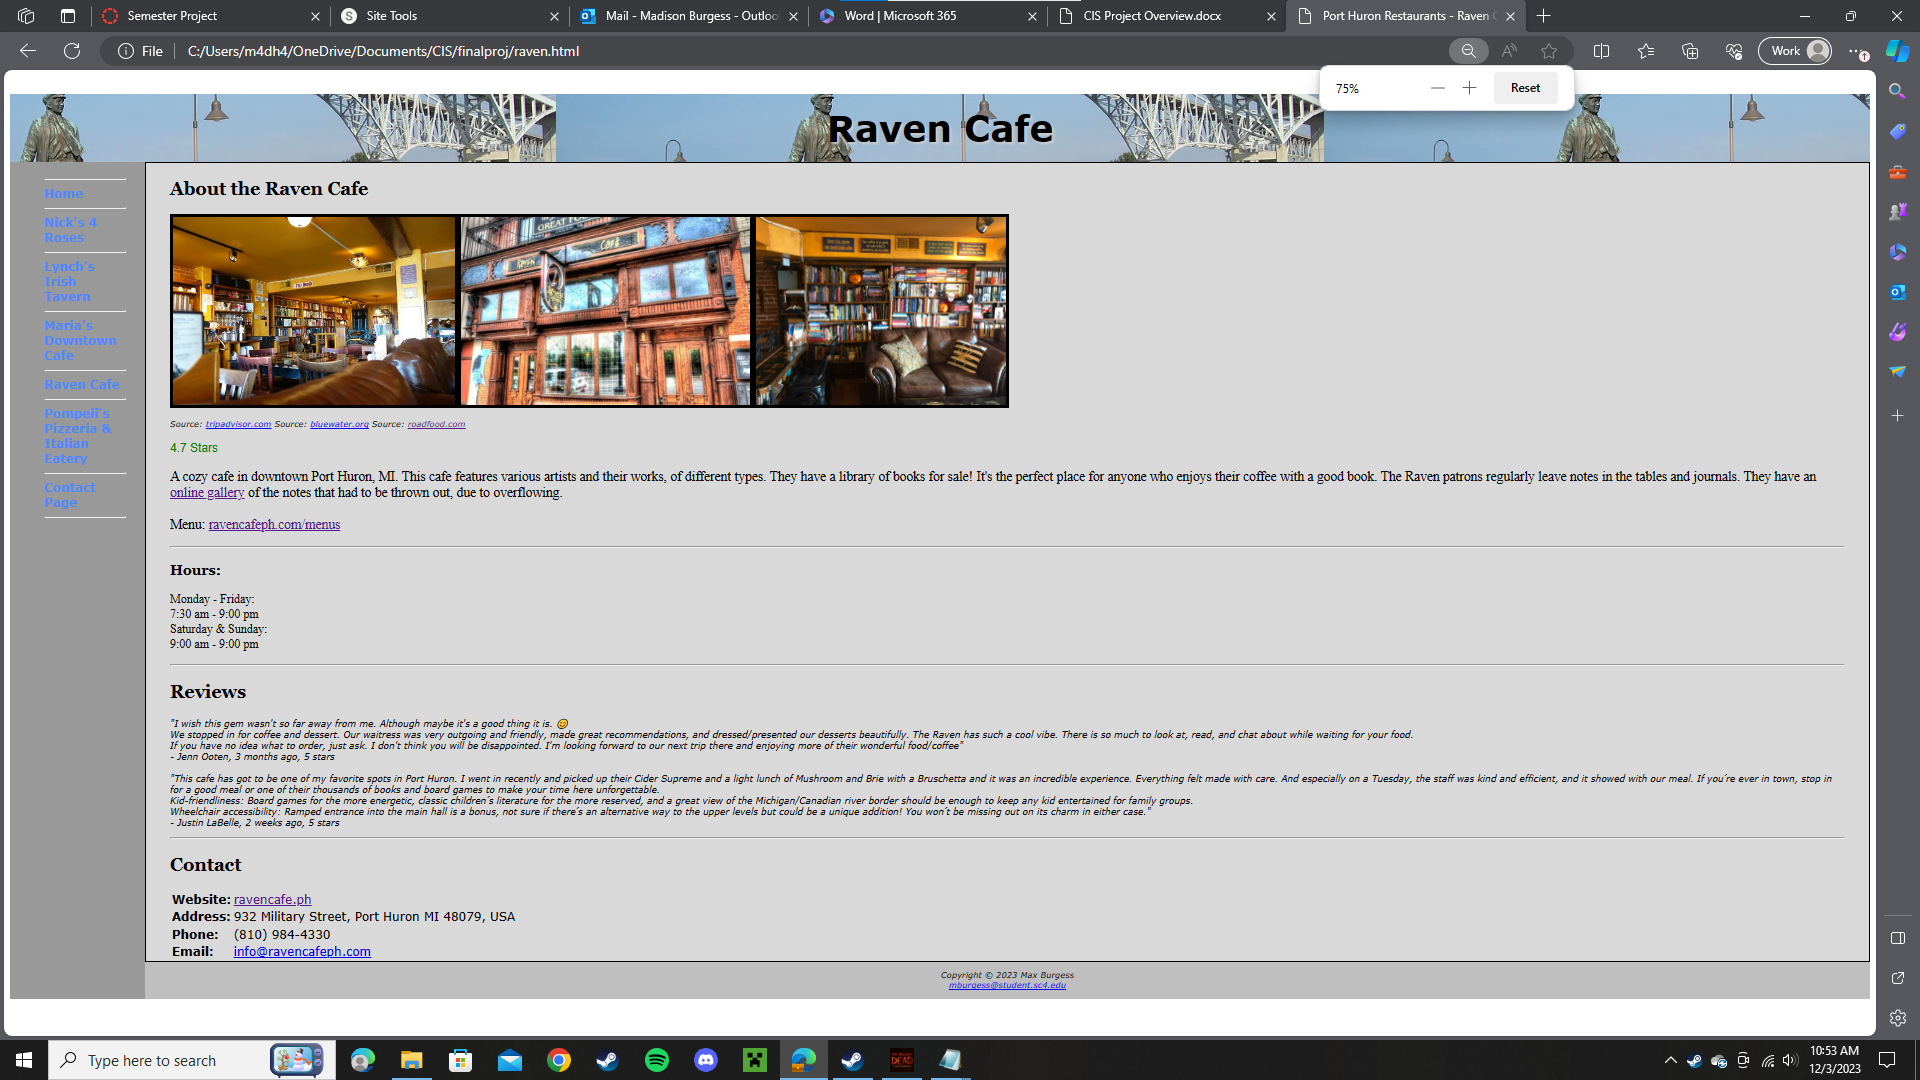 Semester Project
Site Tools
Mail - Madison Burgess - Outlo
Word | Microsoft 365
CIS Project Overview.docx
Port Huron Restaurants - Raven
File
C:/Users/m4dh4/OneDrive/Documents/CIS/finalproj/raven.html
Work
75%
Reset
Raven Cafe
Home
Nick's 4
Roses
Lynch's
Irish
Tavern
Maria's
Downtown
Cafe
Raven Cafe
Pompeii's
Pizzeria &
Italian
Eatery
Contact
Page
About the Raven Cafe
Source: tripadvisor.com Source: bluewater.org Source: roadfood.com
4.7 Stars
A cozy cafe in downtown Port Huron, MI. This cafe features various artists and their works, of different types. They have a library of books for sale! It's the perfect place for anyone who enjoys their coffee with a good book. The Raven patrons regularly leave notes in the tables and journals. They have an
online gallery of the notes that had to be thrown out, due to overflowing.
Menu: ravencafeph.com/menus
Hours:
Monday - Friday:
7:30 am - 9:00 pm
Saturday & Sunday:
9:00 am - 9:00 pm
Reviews
"I wish this gem wasn't so far away from me. Although maybe it's a good thing it is. 😊
We stopped in for coffee and dessert. Our waitress was very outgoing and friendly, made great recommendations, and dressed/presented our desserts beautifully. The Raven has such a cool vibe. There is so much to look at, read, and chat about while waiting for your food.
If you have no idea what to order, just ask. I don't think you will be disappointed. I'm looking forward to our next trip there and enjoying more of their wonderful food/coffee"
- Jenn Ooten, 3 months ago, 5 stars
"This cafe has got to be one of my favorite spots in Port Huron. I went in recently and picked up their Cider Supreme and a light lunch of Mushroom and Brie with a Bruschetta and it was an incredible experience. Everything felt made with care. And especially on a Tuesday, the staff was kind and efficient, and it showed with our meal. If you're ever in town, stop in
for a good meal or one of their thousands of books and board games to make your time here unforgettable.
Kid-friendliness: Board games for the more energetic, classic children's literature for the more reserved, and a great view of the Michigan/Canadian river border should be enough to keep any kid entertained for family groups.
Wheelchair accessibility: Ramped entrance into the main hall is a bonus, not sure if there's an alternative way to the upper levels but could be a unique addition! You won't be missing out on its charm in either case."
- Justin LaBelle, 2 weeks ago, 5 stars
Contact
Website: ravencafe.ph
Address: 932 Military Street, Port Huron MI 48079, USA
Phone: (810) 984-4330
Email: info@ravencafeph.com
Copyright © 2023 Max Burgess
mburgess@student.sc4.edu
Type here to search
10:53 AM
12/3/2023